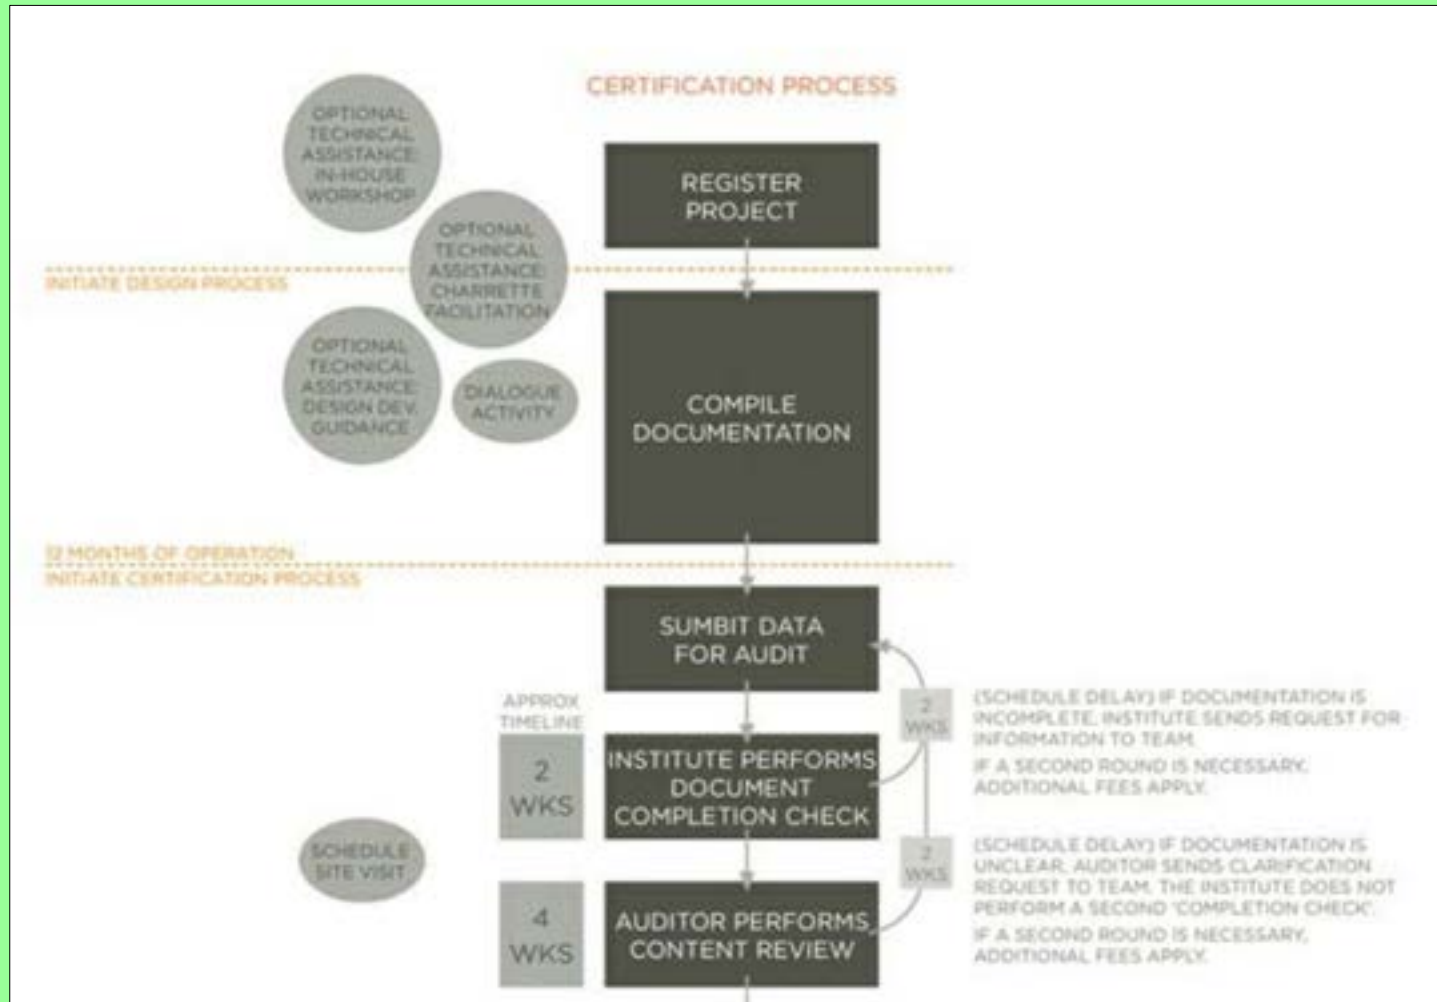 CERTIFICATION PROCESS
OPTIONAL
TECHNICAL
ASSISTANCE:
IN-HOUSE
WORKSHOP
REGISTER
PROJECT
OPTIONAL
TECHNICAL
ASSISTANCE:
CHARRETTE
FACILITATION
INITIATE DESIGN PROCESS
OPTIONAL
TECHNICAL
ASSISTANCE:
DESIGN DEV.
GUIDANCE
DIALOGUE
ACTIVITY
COMPILE
DOCUMENTATION
12 MONTHS OF OPERATION
INITIATE CERTIFICATION PROCESS
SUMBIT DATA
FOR AUDIT
APPROX
TIMELINE
2
WKS
INSTITUTE PERFORMS
DOCUMENT
COMPLETION CHECK
2
WKS
(SCHEDULE DELAY) IF DOCUMENTATION IS
INCOMPLETE, INSTITUTE SENDS REQUEST FOR
INFORMATION TO TEAM.
IF A SECOND ROUND IS NECESSARY,
ADDITIONAL FEES APPLY.
SCHEDULE
SITE VISIT
4
WKS
AUDITOR PERFORMS
CONTENT REVIEW
2
WKS
(SCHEDULE DELAY) IF DOCUMENTATION IS
UNCLEAR, AUDITOR SENDS CLARIFICATION
REQUEST TO TEAM. THE INSTITUTE DOES NOT
PERFORM A SECOND 'COMPLETION CHECK'.
IF A SECOND ROUND IS NECESSARY,
ADDITIONAL FEES APPLY.